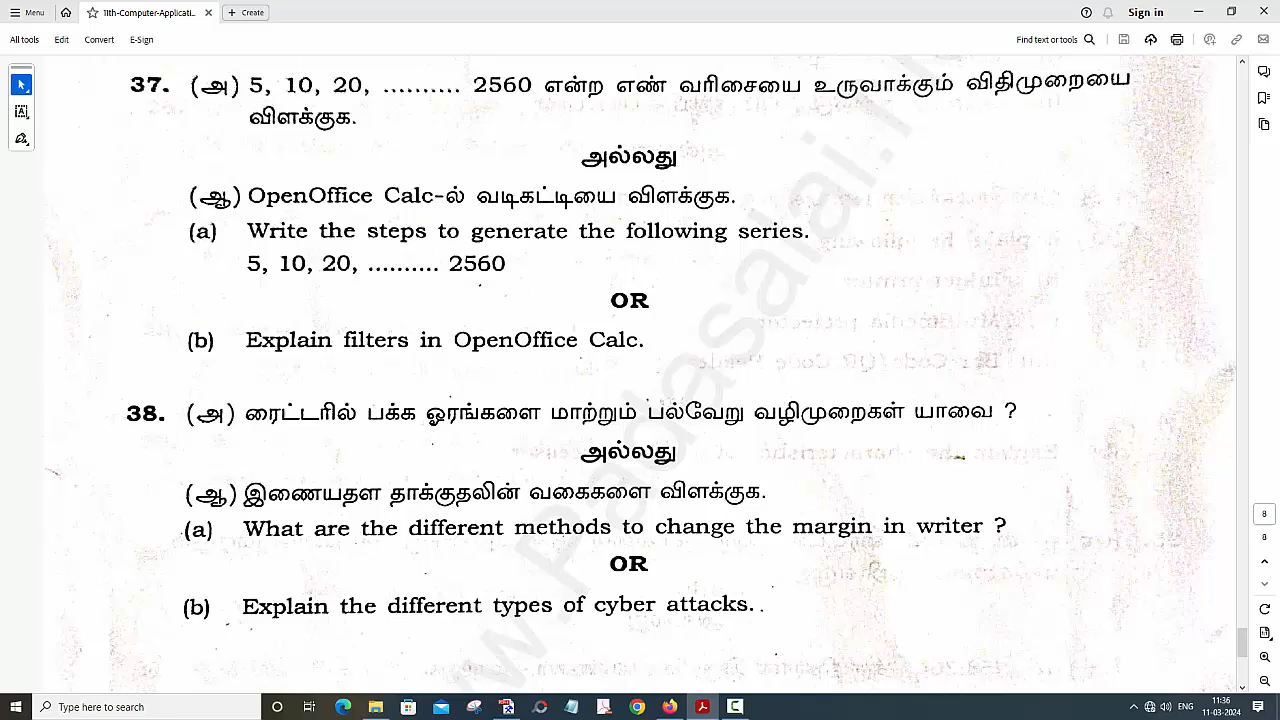 Menu 11th-Computer-Applicati... Create Sign in
All tools Edit Convert E-Sign Find text or tools
37. (அ) 5, 10, 20, .......... 2560 என்ற எண் வரிசையை உருவாக்கும் விதிமுறையை
விளக்குக.
அல்லது
(ஆ) OpenOffice Calc-ல் வடிகட்டியை விளக்குக.
(a) Write the steps to generate the following series.
5, 10, 20, .......... 2560
OR
(b) Explain filters in OpenOffice Calc.
38. (அ) ரைட்டரில் பக்க ஓரங்களை மாற்றும் பல்வேறு வழிமுறைகள் யாவை ?
அல்லது
(ஆ) இணையதள தாக்குதலின் வகைகளை விளக்குக.
(a) What are the different methods to change the margin in writer ?
OR
(b) Explain the different types of cyber attacks.
8
8
Type here to search ENG 11:36
11-03-2024